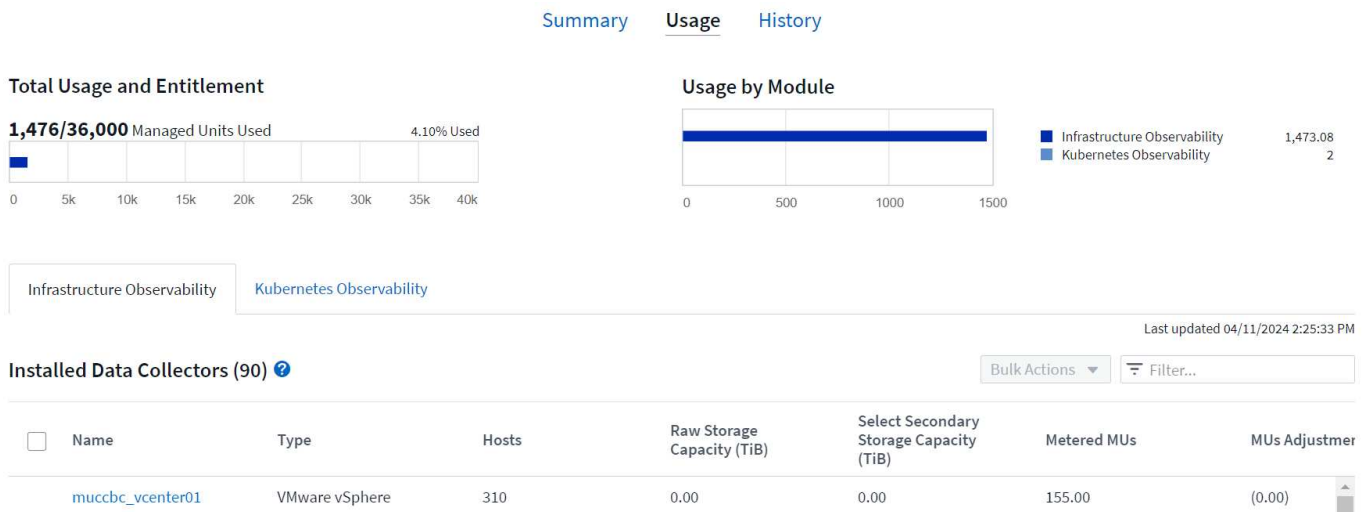 Summary Usage History
Total Usage and Entitlement
1,476/36,000 Managed Units Used 4.10% Used
0 5k 10k 15k 20k 25k 30k 35k 40k
Usage by Module
Infrastructure Observability 1,473.08
Kubernetes Observability 2
0 500 1000 1500
Infrastructure Observability Kubernetes Observability
Last updated 04/11/2024 2:25:33 PM
Installed Data Collectors (90) ?
Bulk Actions Filter...
Name Type Hosts Raw Storage Capacity (TiB) Select Secondary Storage Capacity (TiB) Metered MUs MUs Adjustmer
muccbc_vcenter01 VMware vSphere 310 0.00 0.00 155.00 (0.00)